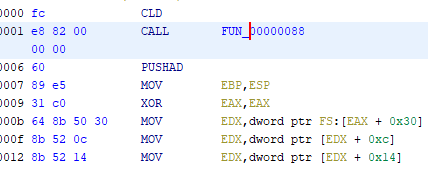 0000 fc CLD
0001 e8 82 00 CALL FUN_00000088
00 00
0006 60 PUSHAD
0007 89 e5 MOV EBP,ESP
0009 31 c0 XOR EAX,EAX
000b 64 8b 50 30 MOV EDX,dword ptr FS:[EAX + 0x30]
000f 8b 52 0c MOV EDX,dword ptr [EDX + 0xc]
0012 8b 52 14 MOV EDX,dword ptr [EDX + 0x14]